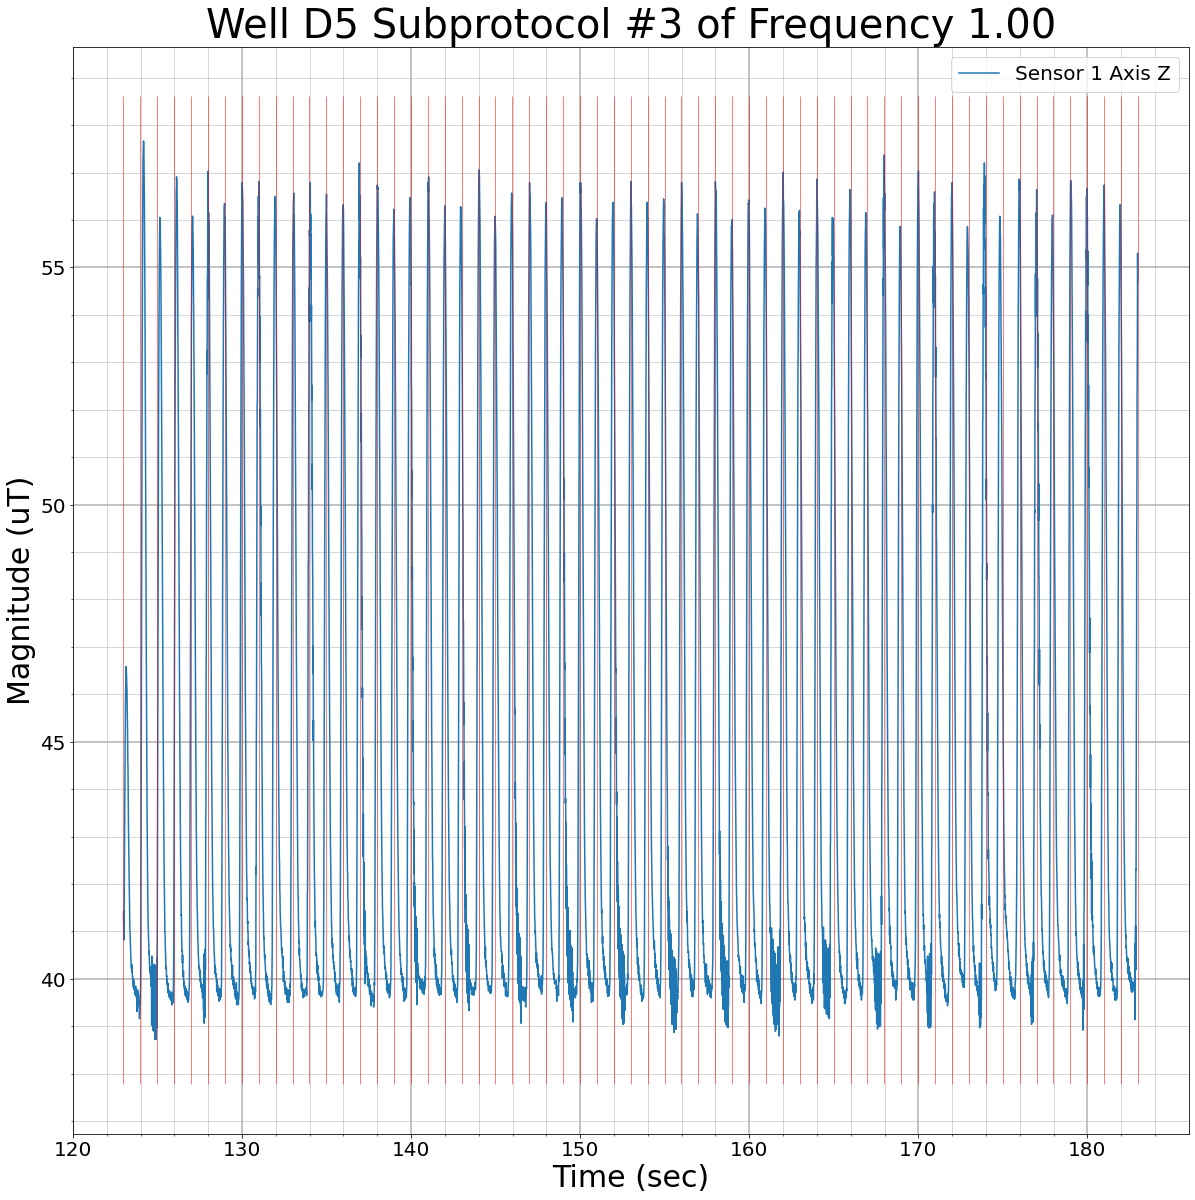 Well D5 Subprotocol #3 of Frequency 1.00
Sensor 1 Axis Z
55
50
45
40
Magnitude (uT)
120 130 140 150 160 170 180
Time (sec)